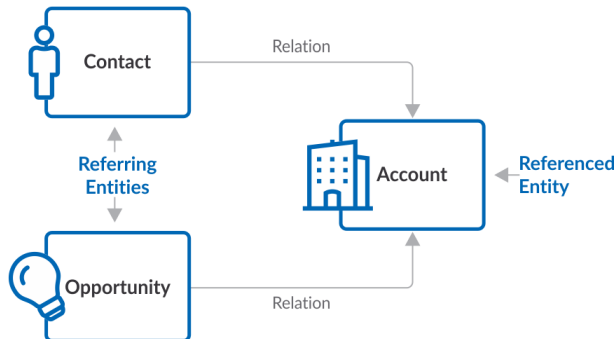 Contact
Relation
Referring
Entities
Account
Referenced
Entity
Opportunity
Relation